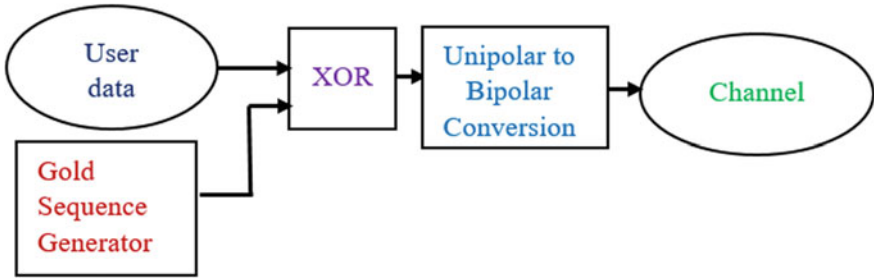 User
data
XOR
Unipolar to
Bipolar
Conversion
Channel
Gold
Sequence
Generator